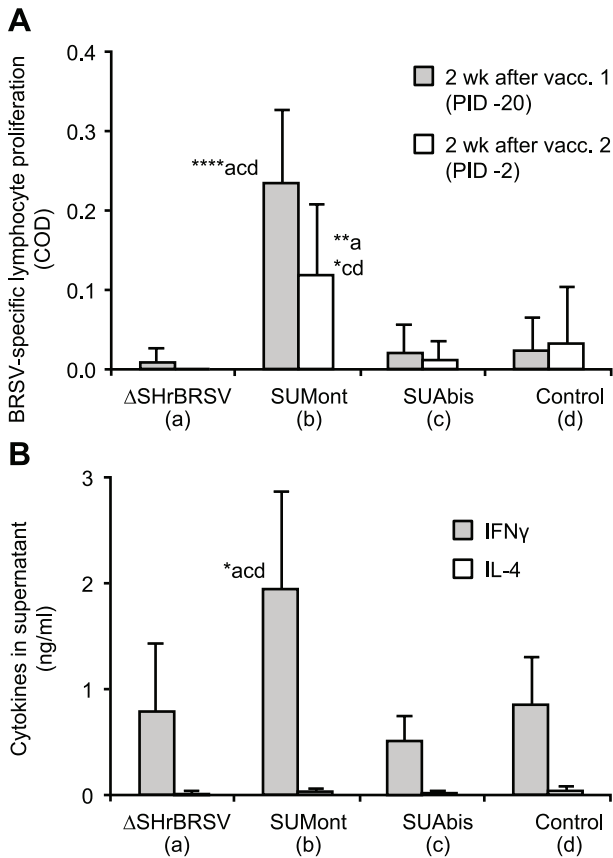 A
BRSV-specific lymphocyte proliferation
(COD)
0.4
0.3
0.2
0.1
0.0
2 wk after vacc. 1
(PID -20)
2 wk after vacc. 2
(PID -2)
****acd
**a
*cd
ΔSHrBRSV
(a)
SUMont
(b)
SUAbis
(c)
Control
(d)
B
Cytokines in supernatant
(ng/ml)
3
2
1
0
IFNγ
IL-4
*acd
ΔSHrBRSV
(a)
SUMont
(b)
SUAbis
(c)
Control
(d)